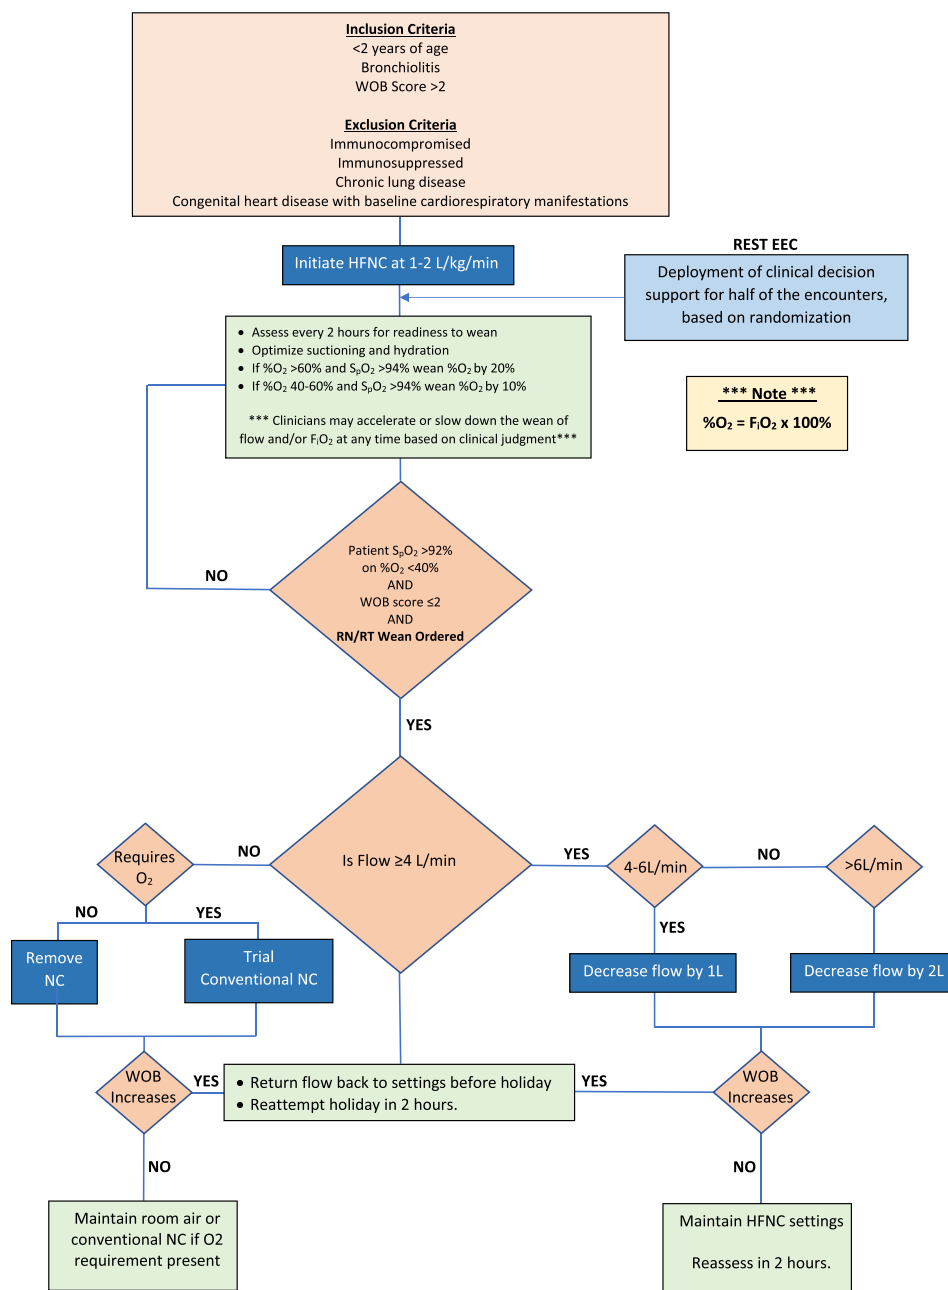 Inclusion Criteria
<2 years of age
Bronchiolitis
WOB Score >2
Exclusion Criteria
Immunocompromised
Immunosuppressed
Chronic lung disease
Congenital heart disease with baseline cardiorespiratory manifestations
Initiate HFNC at 1-2 L/kg/min
REST EEC
Deployment of clinical decision
support for half of the encounters,
based on randomization
• Assess every 2 hours for readiness to wean
• Optimize suctioning and hydration
• If %O₂ >60% and SₚO₂ >94% wean %O₂ by 20%
• If %O₂ 40-60% and SₚO₂ >94% wean %O₂ by 10%
*** Clinicians may accelerate or slow down the wean of
flow and/or FᵢO₂ at any time based on clinical judgment***
*** Note ***
%O₂ = FᵢO₂ x 100%
Patient SₚO₂ >92%
on %O₂ <40%
AND
WOB score ≤2
AND
RN/RT Wean Ordered
NO
YES
Is Flow ≥4 L/min
NO
Requires
O₂
YES
4-6L/min
NO
>6L/min
NO
YES
YES
Remove
NC
Trial
Conventional NC
Decrease flow by 1L
Decrease flow by 2L
WOB
Increases
YES
• Return flow back to settings before holiday
• Reattempt holiday in 2 hours.
YES
WOB
Increases
NO
NO
Maintain room air or
conventional NC if O2
requirement present
Maintain HFNC settings
Reassess in 2 hours.